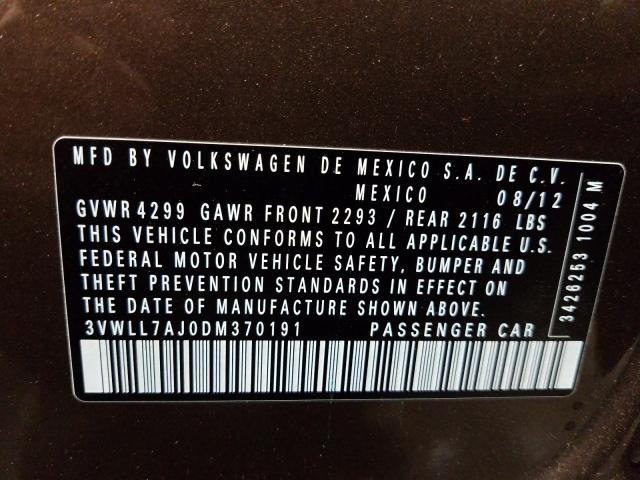 MFD BY VOLKSWAGEN DE MEXICO S.A. DE C.V.
MEXICO 08/12
GVWR 4299 GAWR FRONT 2293 / REAR 2116 LBS
THIS VEHICLE CONFORMS TO ALL APPLICABLE U.S.
FEDERAL MOTOR VEHICLE SAFETY, BUMPER AND
THEFT PREVENTION STANDARDS IN EFFECT ON
THE DATE OF MANUFACTURE SHOWN ABOVE.
3VWLL7AJ0DM370191 PASSENGER CAR
3426253 1004 M